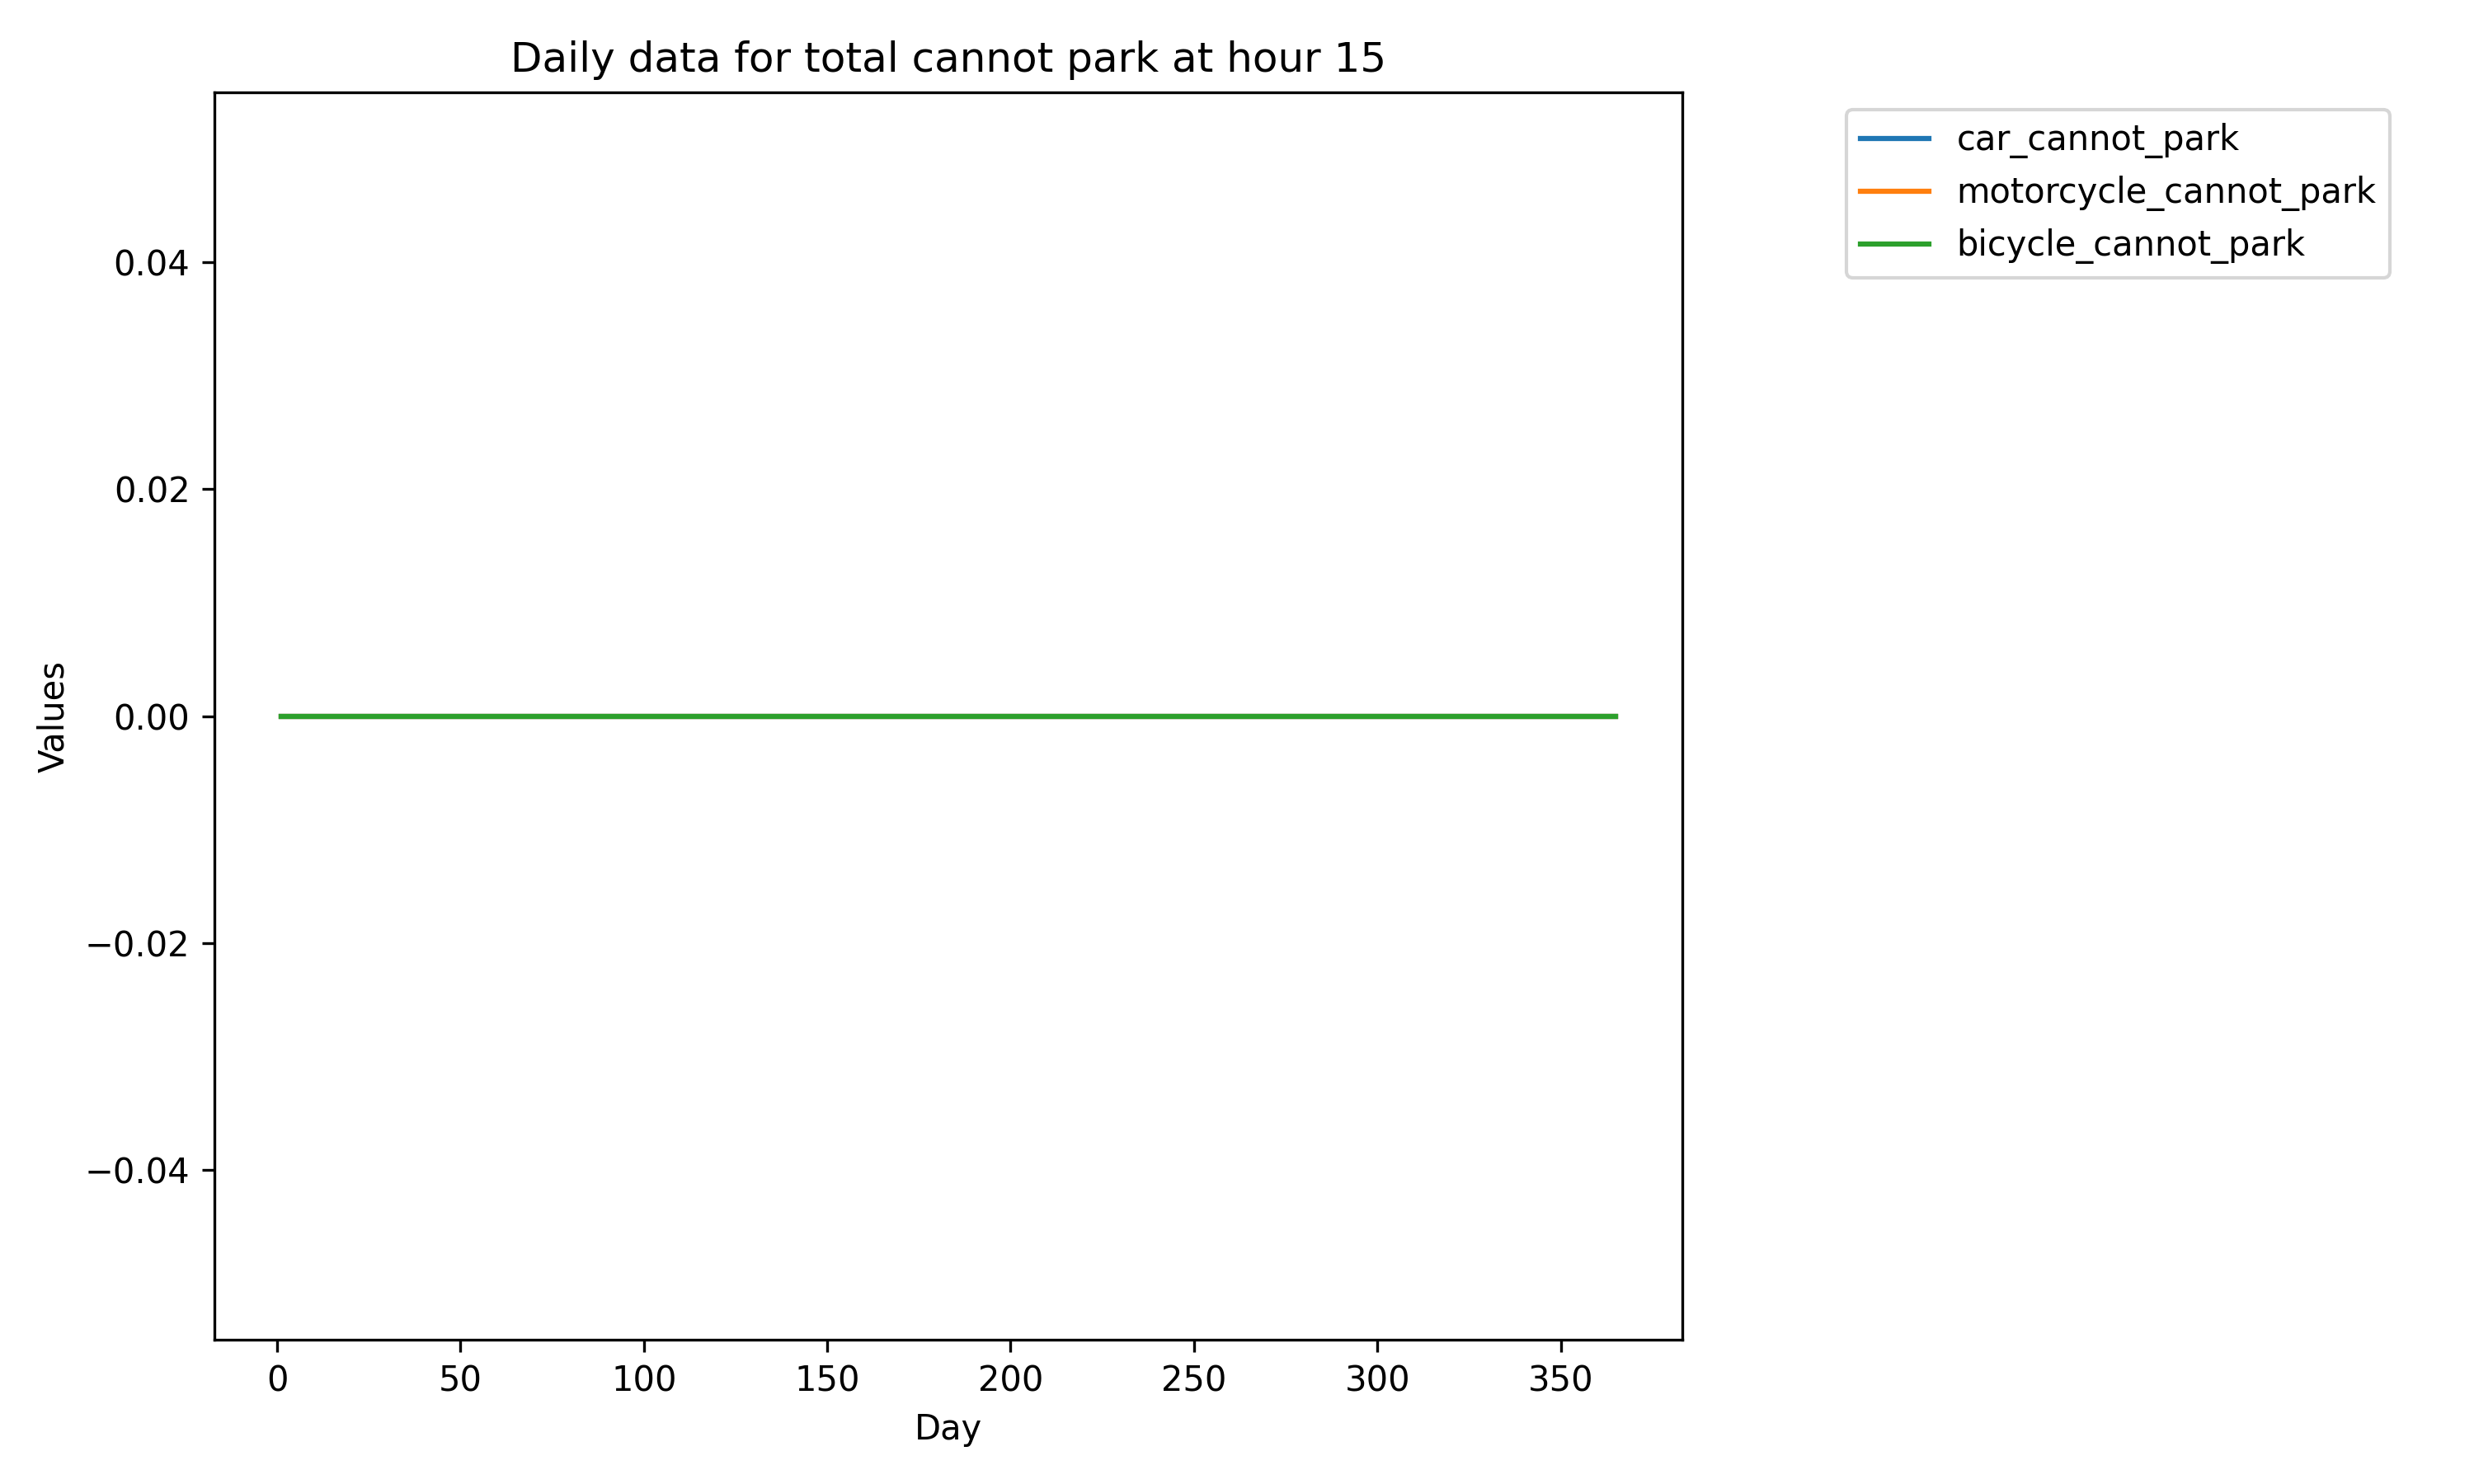 Daily data for total cannot park at hour 15
car_cannot_park
motorcycle_cannot_park
bicycle_cannot_park
0.04
0.02
0.00
−0.02
−0.04
Values
0 50 100 150 200 250 300 350
Day